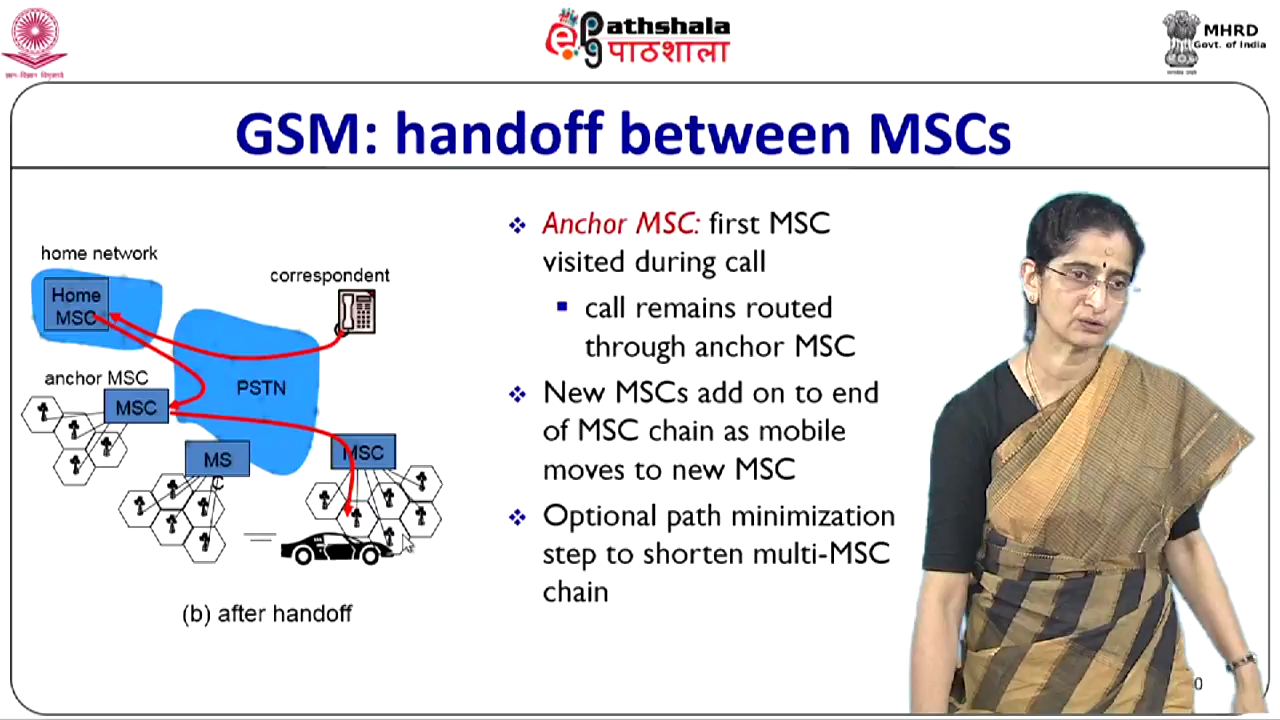 ePathshala
पाठशाला
MHRD
Govt. of India
GSM: handoff between MSCs
home network
Home
MSC
correspondent
PSTN
anchor MSC
MSC
MS
C
MSC
(b) after handoff
Anchor MSC: first MSC
visited during call
call remains routed
through anchor MSC
New MSCs add on to end
of MSC chain as mobile
moves to new MSC
Optional path minimization
step to shorten multi-MSC
chain
0